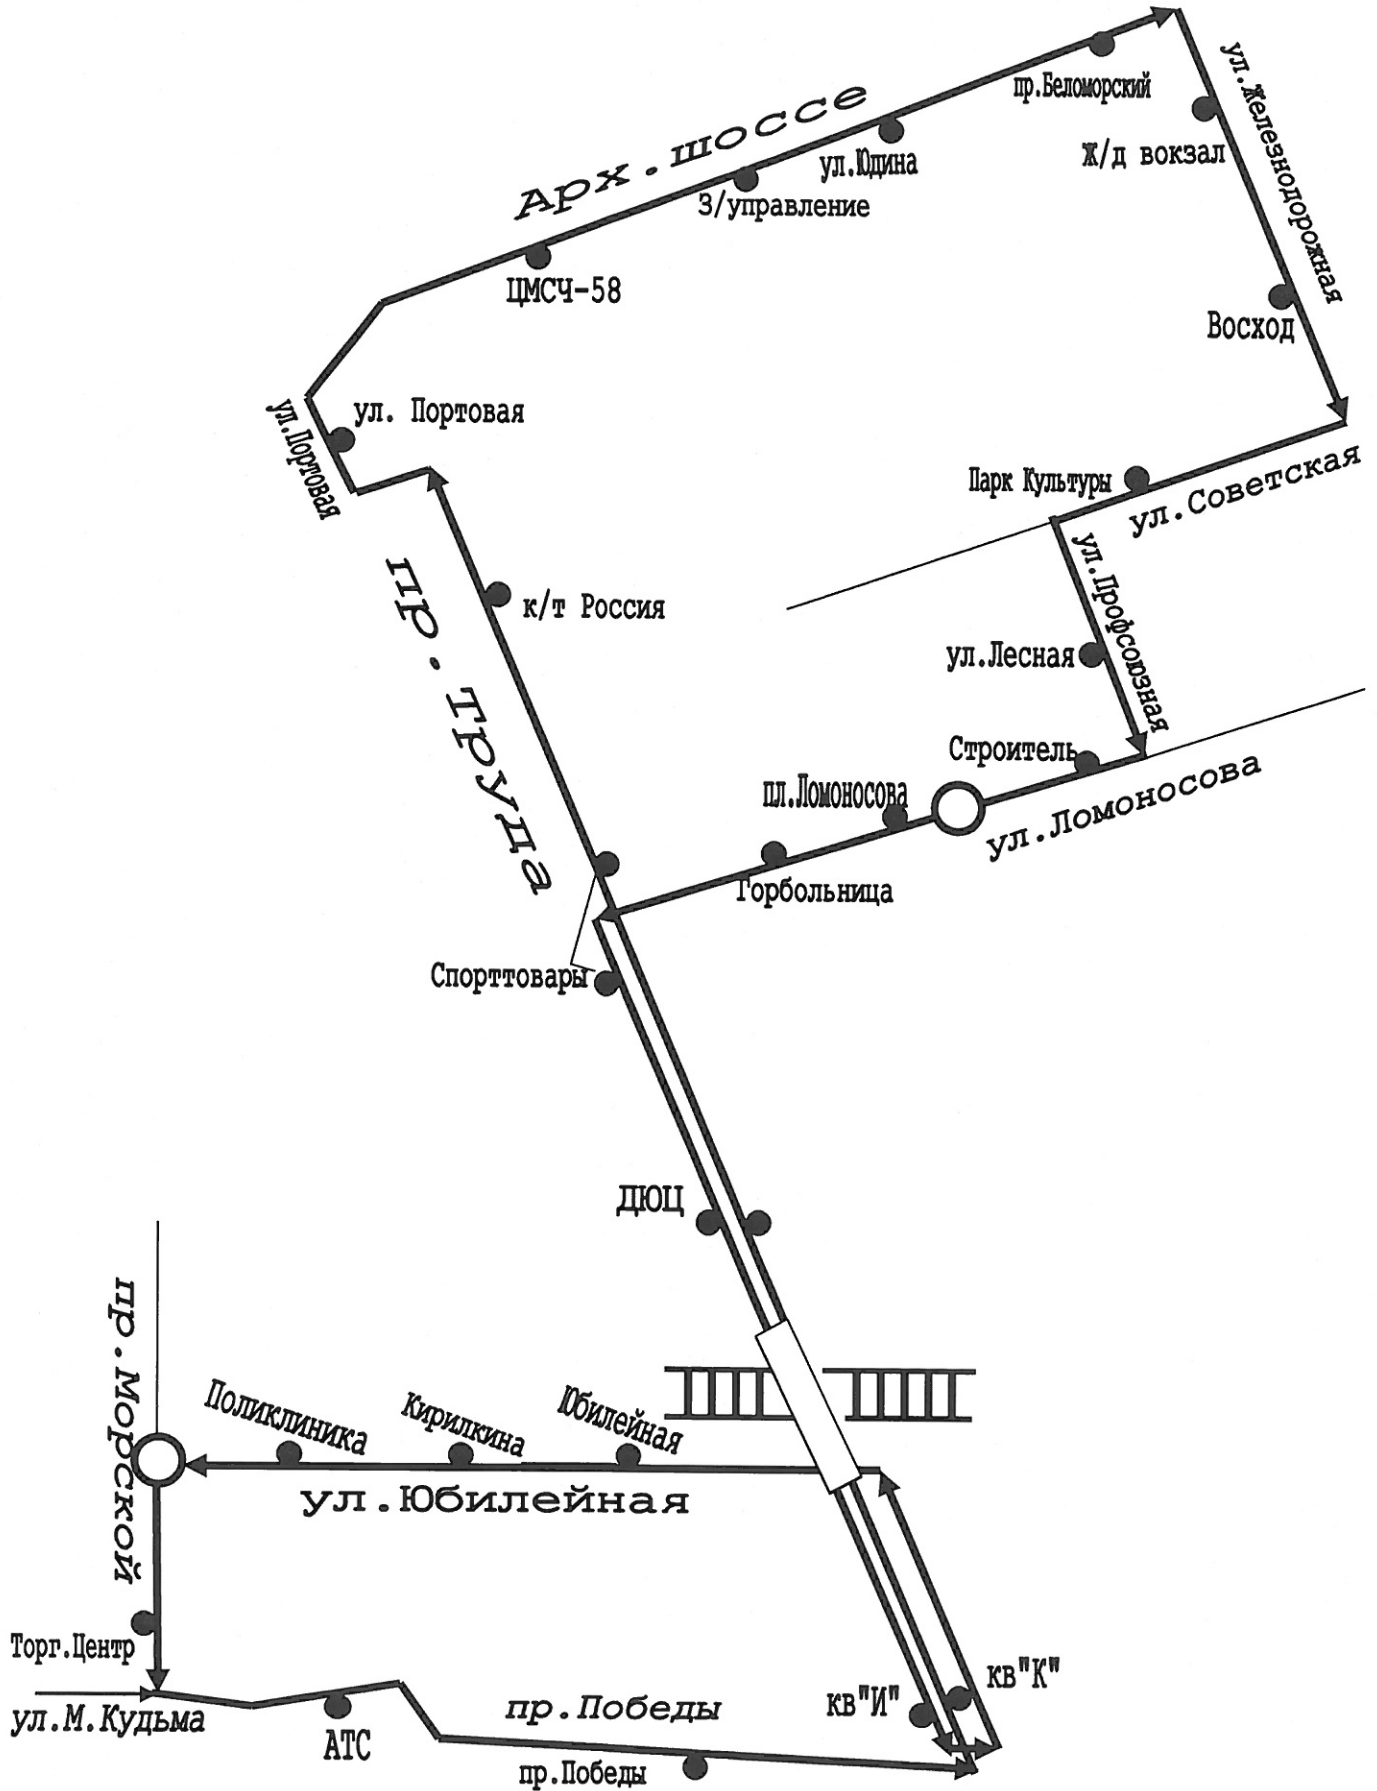 Арх.шоссе
пр.Беломорский
ул.Железнодорожная
Ж/д вокзал
ул.Юдина
З/управление
ЦМСЧ-58
Восход
ул. Портовая
ул.Портовая
Парк Культуры
ул.Советская
ул.Профсоюзная
к/т Россия
пр.Труда
ул.Лесная
Строитель
пл.Ломоносова
ул.Ломоносова
Горбольница
Спорттовары
ДЮЦ
пр.Морской
Поликлиника
Кирилкина
Юбилейная
ул.Юбилейная
Торг.Центр
кв"К"
кв"И"
пр.Победы
ул.М.Кудьма
АТС
пр.Победы